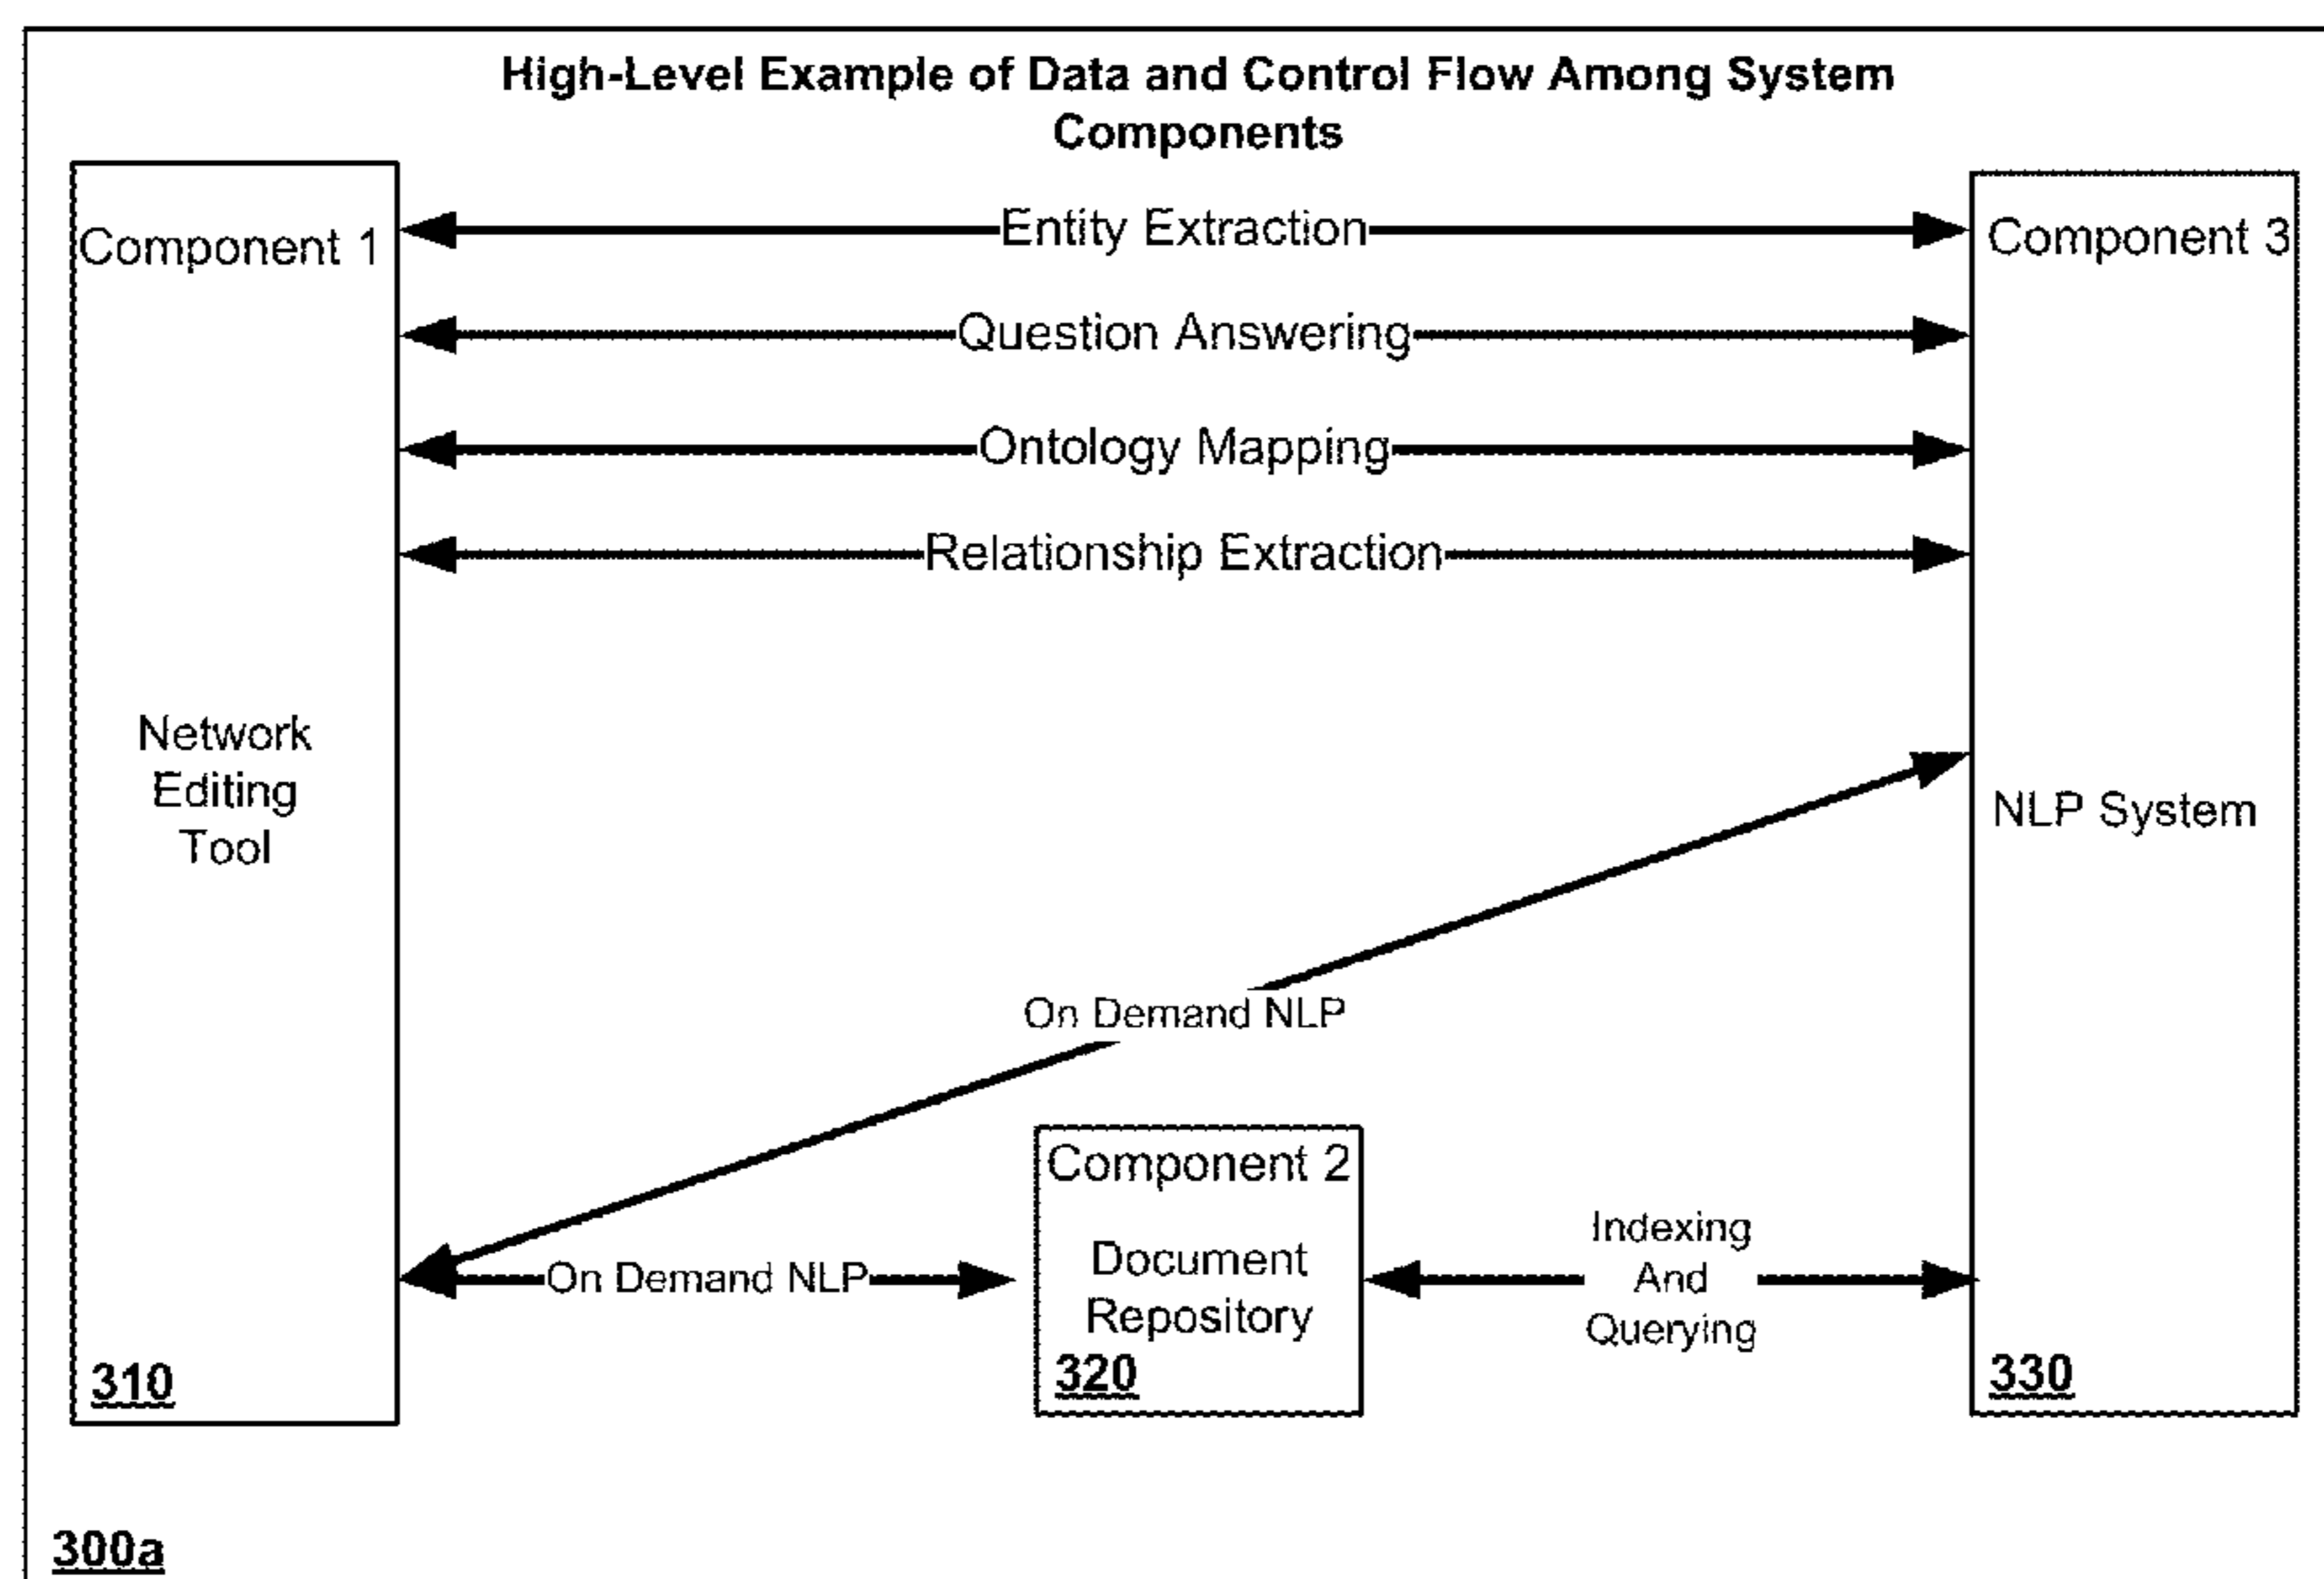 High-Level Example of Data and Control Flow Among System
Components
Component 1
Network
Editing
Tool
310
Entity Extraction
Question Answering
Ontology Mapping
Relationship Extraction
On Demand NLP
On Demand NLP
Component 2
Document
Repository
320
Indexing
And
Querying
Component 3
NLP System
330
300a